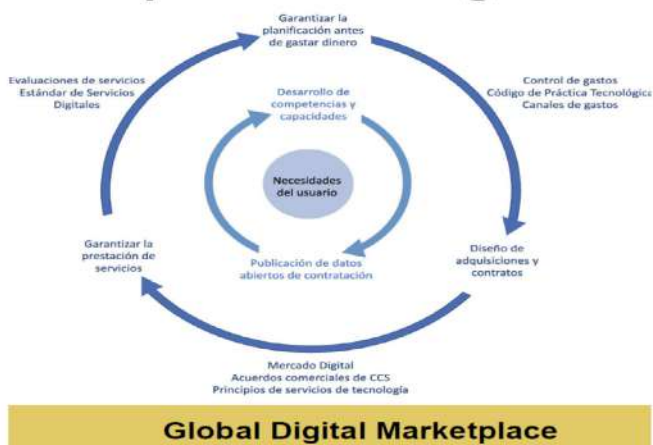 Garantizar la
planificación antes
de gastar dinero
Evaluaciones de servicios
Estándar de Servicios
Digitales
Control de gastos
Código de Práctica Tecnológica
Canales de gastos
Desarrollo de
competencias y
capacidades
Necesidades
del usuario
Garantizar la
prestación de
servicios
Publicación de datos
abiertos de contratación
Diseño de
adquisiciones y
contratos
Mercado Digital
Acuerdos comerciales de CCS
Principios de servicios de tecnología
Global Digital Marketplace